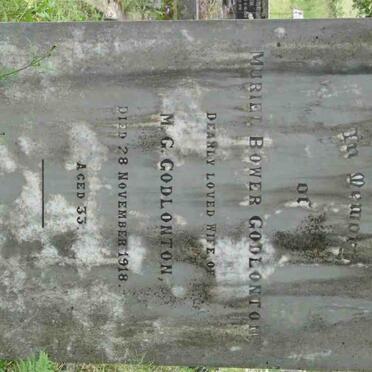 In Memory
of
Muriel Bower Godlonton
Dearly loved wife of
M. G. Godlonton,
Died 28 November 1918.
Aged 33